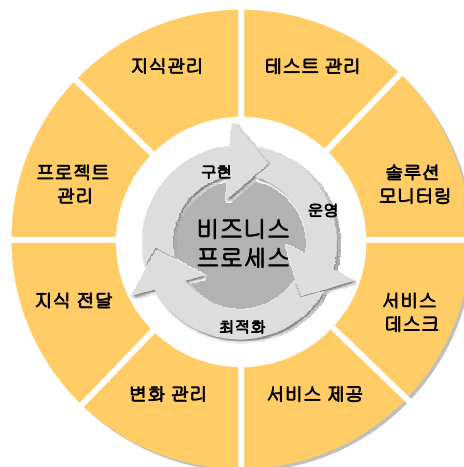 지식관리
테스트 관리
프로젝트
관리
솔루션
모니터링
구현
운영
비즈니스
프로세스
최적화
지식 전달
서비스
데스크
변화 관리
서비스 제공